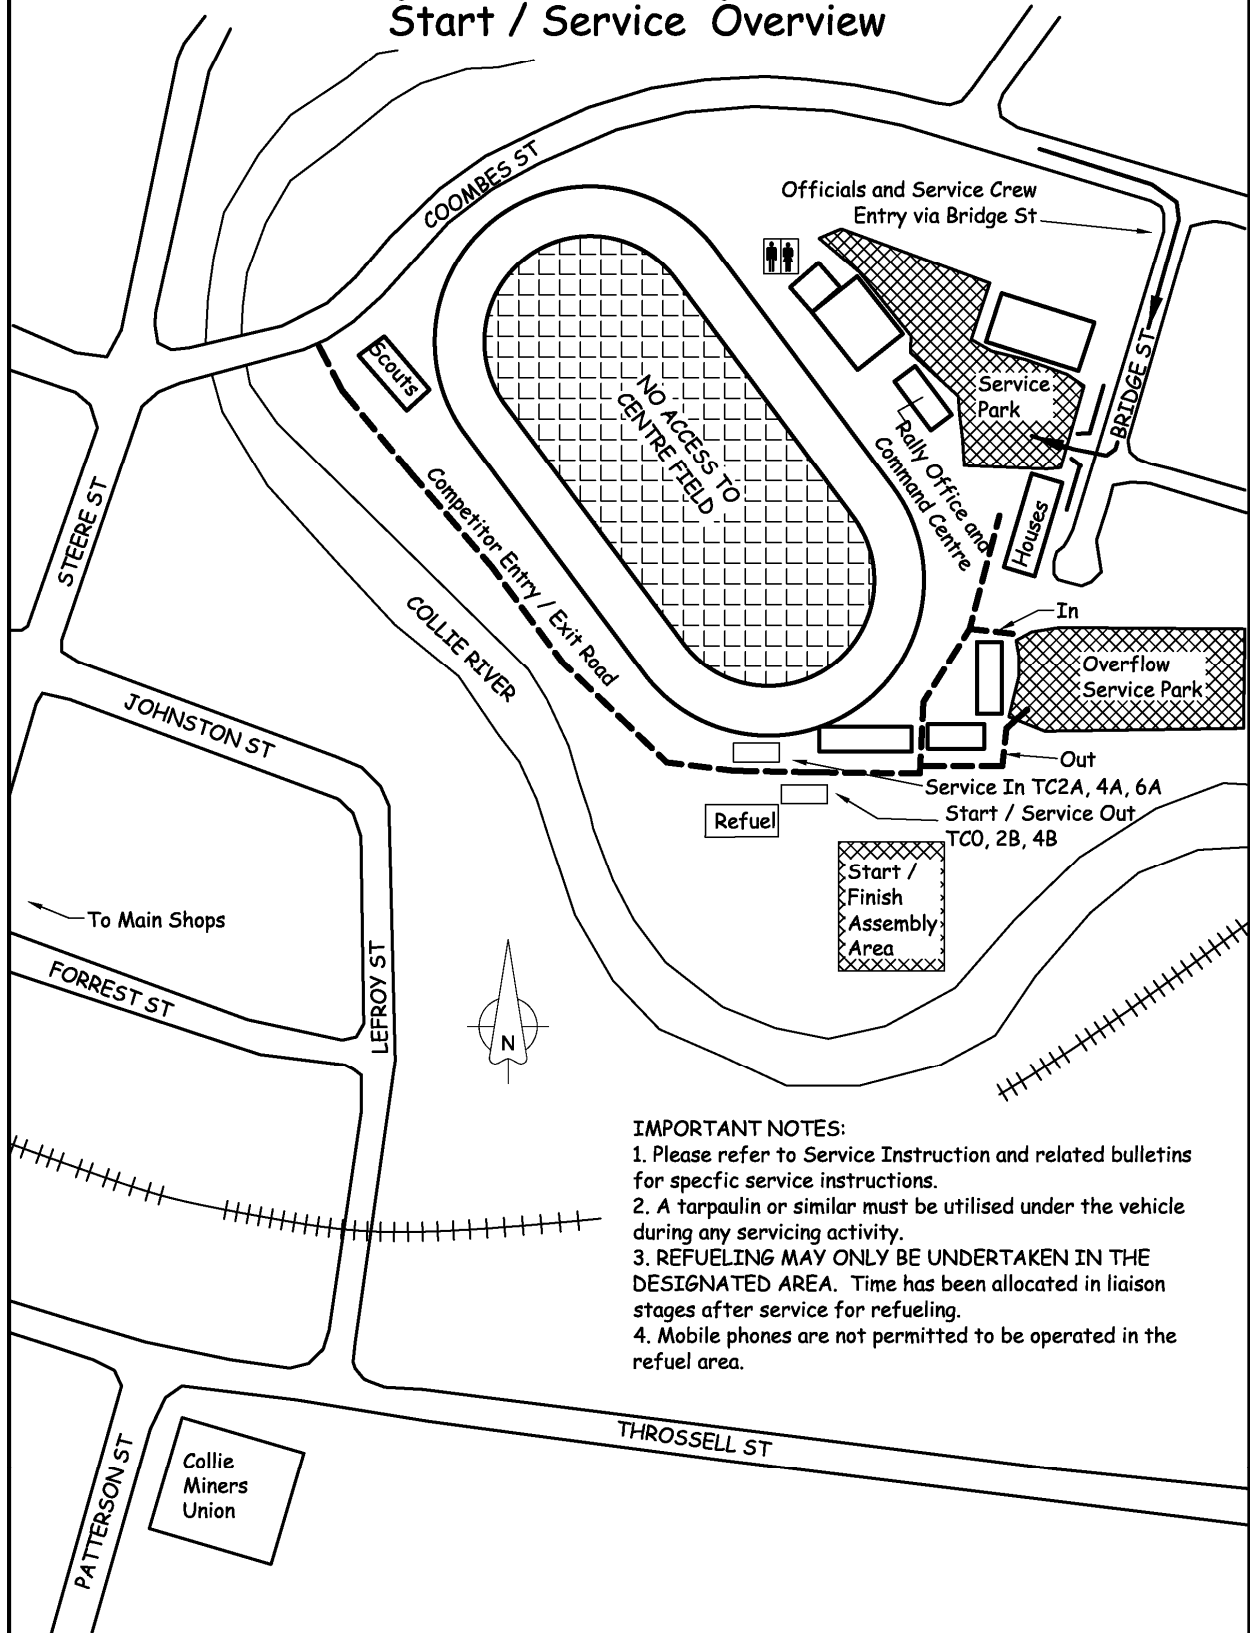 Start / Service Overview
COOMBES ST
Officials and Service Crew
Entry via Bridge St
Scouts
NO ACCESS TO
CENTRE FIELD
Service
Park
BRIDGE ST
Rally Office and
Command Centre
Houses
STEERE ST
Competitor Entry / Exit Road
COLLIE RIVER
In
Overflow
Service Park
JOHNSTON ST
Out
Service In TC2A, 4A, 6A
Start / Service Out
TC0, 2B, 4B
Refuel
Start /
Finish
Assembly
Area
To Main Shops
FORREST ST
LEFROY ST
N
IMPORTANT NOTES:
1. Please refer to Service Instruction and related bulletins
for specfic service instructions.
2. A tarpaulin or similar must be utilised under the vehicle
during any servicing activity.
3. REFUELING MAY ONLY BE UNDERTAKEN IN THE
DESIGNATED AREA.  Time has been allocated in liaison
stages after service for refueling.
4. Mobile phones are not permitted to be operated in the
refuel area.
THROSSELL ST
Collie
Miners
Union
PATTERSON ST